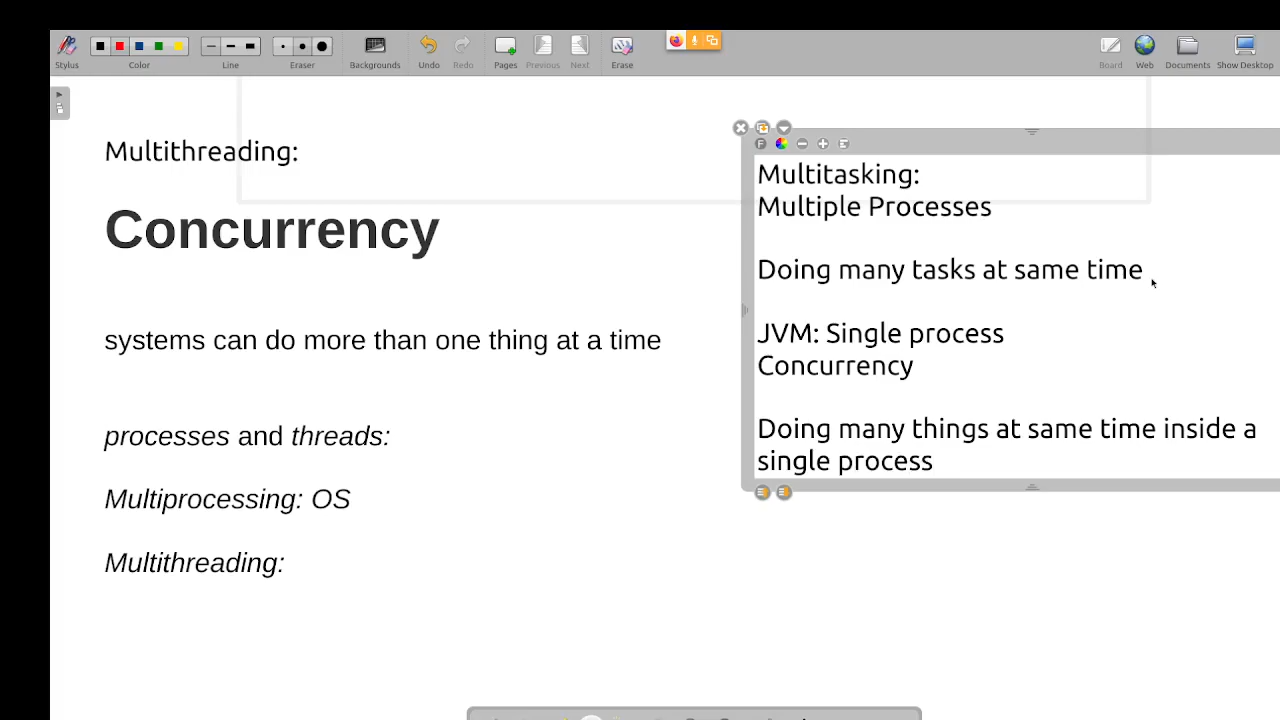 Stylus
Color
Line
Eraser
Backgrounds
Undo
Redo
Pages
Previous
Next
Erase
Board
Web
Documents
Show Desktop
Multithreading:
Concurrency
systems can do more than one thing at a time
processes and threads:
Multiprocessing: OS
Multithreading:
F
Multitasking:
Multiple Processes
Doing many tasks at same time
JVM: Single process
Concurrency
Doing many things at same time inside a
single process